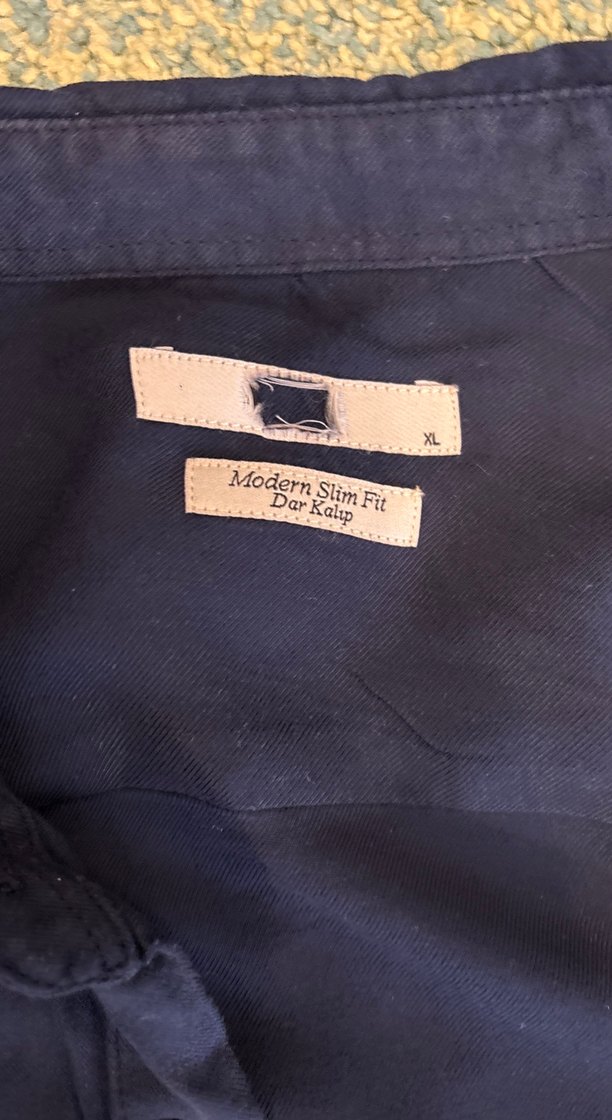 XL
Modern Slim Fit
Dar Kalıp